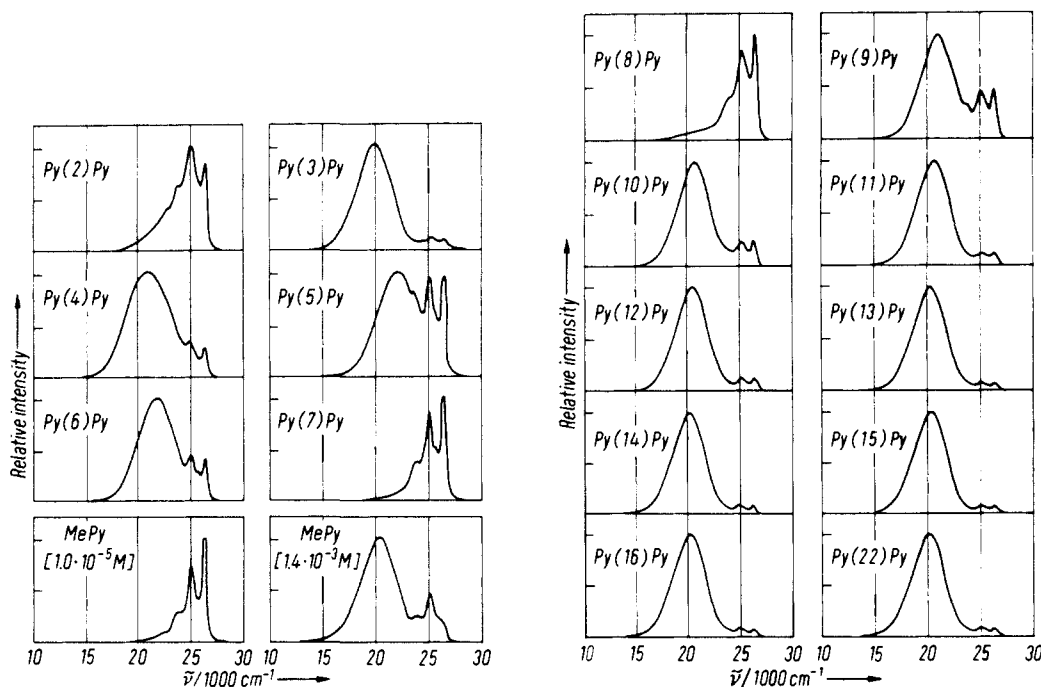 Relative intensity →
Py(2)Py
Py(3)Py
Py(4)Py
Py(5)Py
Py(6)Py
Py(7)Py
MePy
[1.0·10⁻⁵M]
MePy
[1.4·10⁻³M]
10 15 20 25 30
10 15 20 25 30
ν̃/1000 cm⁻¹ →
Relative intensity →
Py(8)Py
Py(9)Py
Py(10)Py
Py(11)Py
Py(12)Py
Py(13)Py
Py(14)Py
Py(15)Py
Py(16)Py
Py(22)Py
10 15 20 25 30
10 15 20 25 30
ν̃/1000 cm⁻¹ →